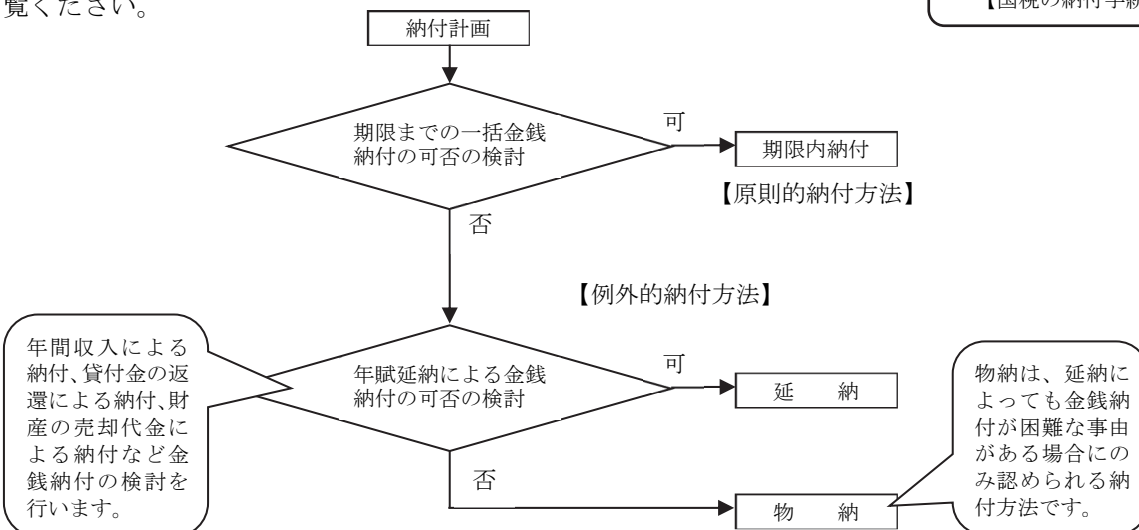 覧ください。
【国税の納付手続
納付計画
期限までの一括金銭
納付の可否の検討
可
期限内納付
【原則的納付方法】
否
【例外的納付方法】
年間収入による
納付、貸付金の返
還による納付、財
産の売却代金に
よる納付など金
銭納付の検討を
行います。
年賦延納による金銭
納付の可否の検討
可
延　納
物納は、延納に
よっても金銭納
付が困難な事由
がある場合にの
み認められる納
付方法です。
否
物　納